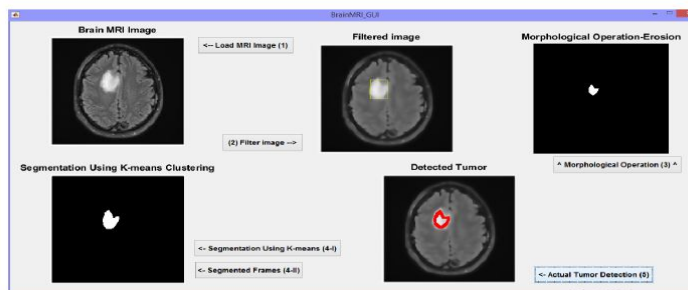 BrainMRI_GUI
Brain MRI Image
<-- Load MRI Image (1)
Filtered image
Morphological Operation-Erosion
(2) Filter image -->
^ Morphological Operation (3) ^
Segmentation Using K-means Clustering
Detected Tumor
<- Segmentation Using K-means (4-I)
<- Segmented Frames (4-II)
<- Actual Tumor Detection (5)